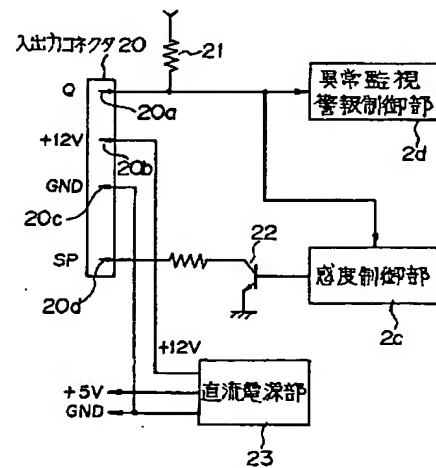 入出力コネクタ 20
21
Q
20a
異常監視
警報制御部
2d
+12V
20b
GND
20c
22
SP
20d
感度制御部
2c
+12V
直流電源部
+5V
GND
23